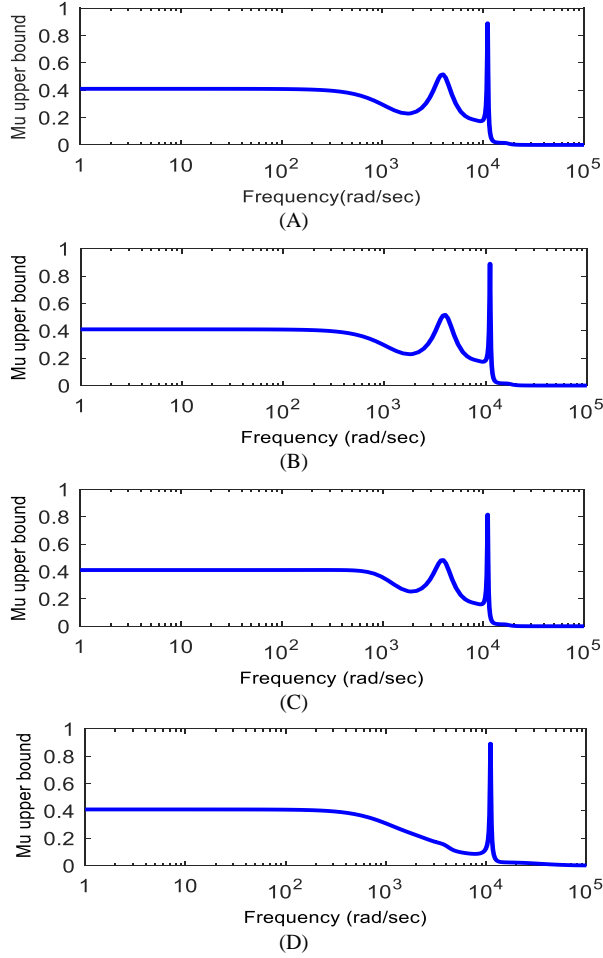 1
0.8
0.6
0.4
0.2
0
Mu upper bound
1 10 10² 10³ 10⁴ 10⁵
Frequency(rad/sec)
(A)
1
0.8
0.6
0.4
0.2
0
Mu upper bound
1 10 10² 10³ 10⁴ 10⁵
Frequency (rad/sec)
(B)
1
0.8
0.6
0.4
0.2
0
Mu upper bound
1 10 10² 10³ 10⁴ 10⁵
Frequency (rad/sec)
(C)
1
0.8
0.6
0.4
0.2
0
Mu upper bound
1 10 10² 10³ 10⁴ 10⁵
Frequency (rad/sec)
(D)